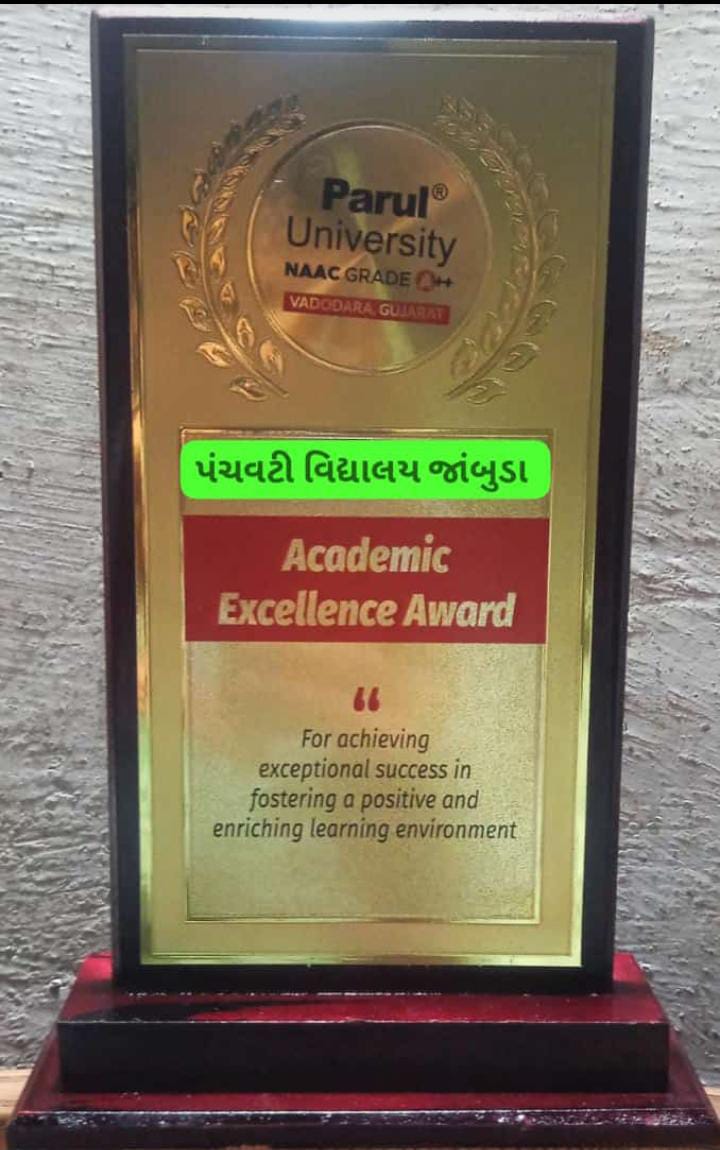 Parul®
University
NAAC GRADE A++
VADODARA, GUJARAT
પંચવટી વિદ્યાલય જાંબુડા
Academic
Excellence Award
“
For achieving
exceptional success in
fostering a positive and
enriching learning environment